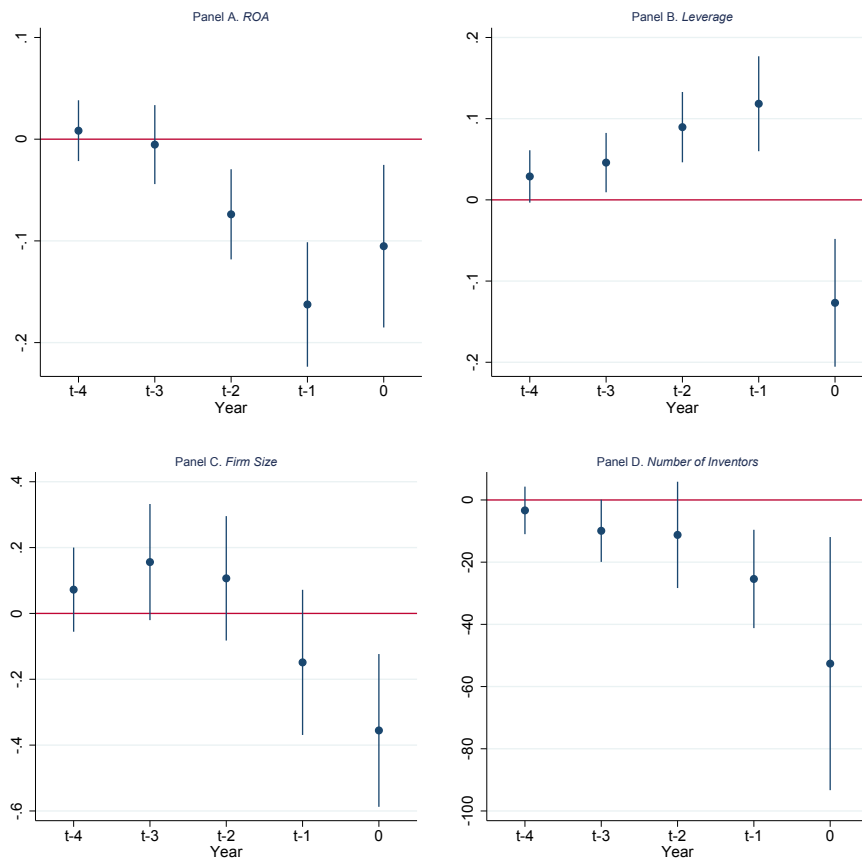 Panel A. ROA
.1
0
-.1
-.2
t-4 t-3 t-2 t-1 0
Year
Panel B. Leverage
.2
.1
0
-.1
-.2
t-4 t-3 t-2 t-1 0
Year
Panel C. Firm Size
.4
.2
0
-.2
-.4
-.6
t-4 t-3 t-2 t-1 0
Year
Panel D. Number of Inventors
0
-20
-40
-60
-80
-100
t-4 t-3 t-2 t-1 0
Year